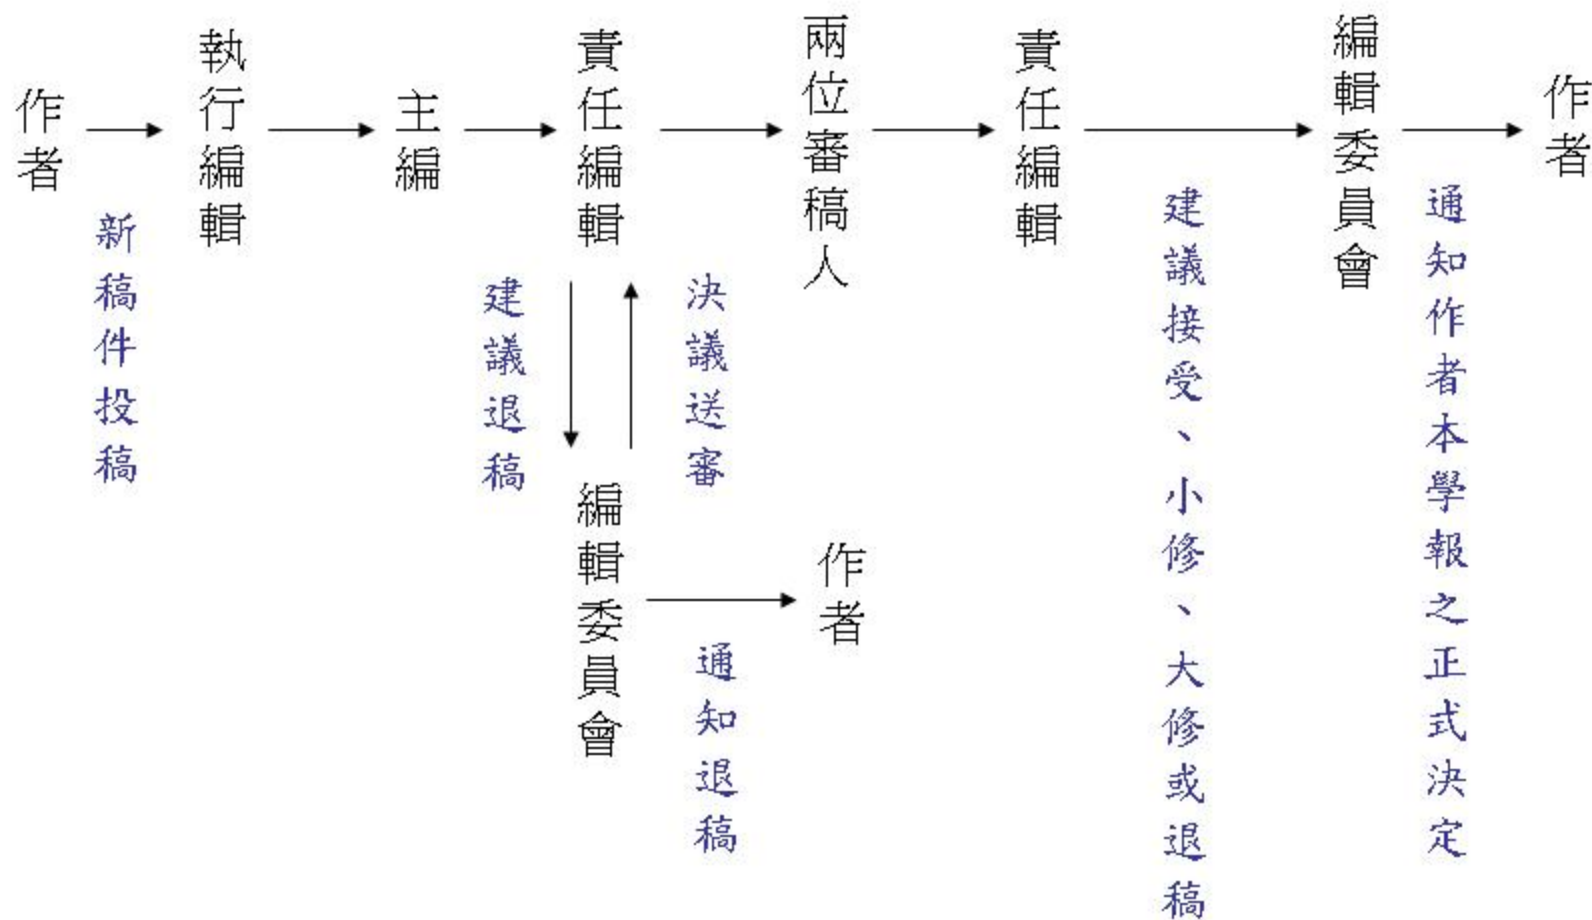 作者
新稿件投稿
執行編輯
主編
責任編輯
建議退稿
決議送審
編輯委員會
通知退稿
作者
兩位審稿人
責任編輯
建議接受、小修、大修或退稿
編輯委員會
通知作者本學報之正式決定
作者